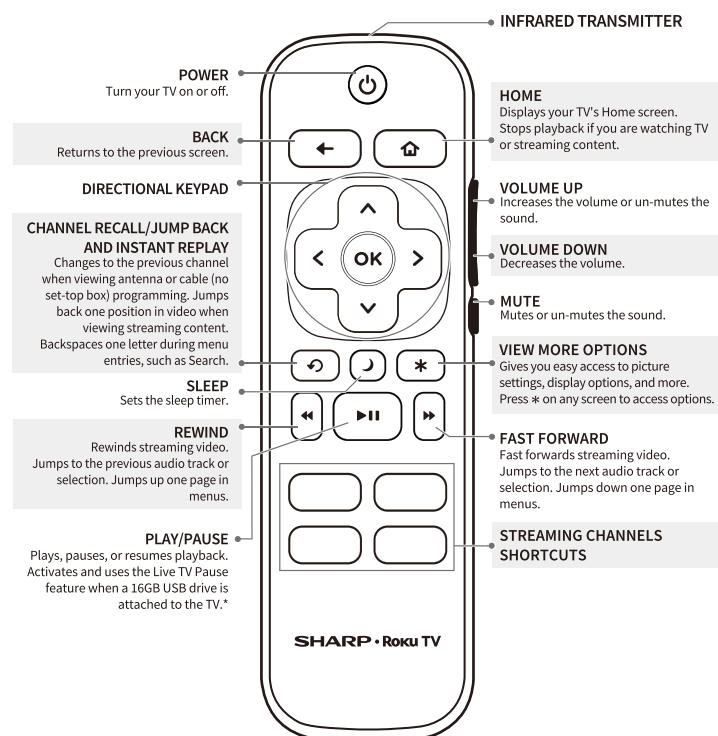 INFRARED TRANSMITTER
POWER
Turn your TV on or off.
HOME
Displays your TV's Home screen.
Stops playback if you are watching TV
or streaming content.
BACK
Returns to the previous screen.
DIRECTIONAL KEYPAD
VOLUME UP
Increases the volume or un-mutes the
sound.
CHANNEL RECALL/JUMP BACK
AND INSTANT REPLAY
Changes to the previous channel
when viewing antenna or cable (no
set-top box) programming. Jumps
back one position in video when
viewing streaming content.
Backspaces one letter during menu
entries, such as Search.
OK
VOLUME DOWN
Decreases the volume.
MUTE
Mutes or un-mutes the sound.
VIEW MORE OPTIONS
Gives you easy access to picture
settings, display options, and more.
Press * on any screen to access options.
SLEEP
Sets the sleep timer.
REWIND
Rewinds streaming video.
Jumps to the previous audio track or
selection. Jumps up one page in
menus.
FAST FORWARD
Fast forwards streaming video.
Jumps to the next audio track or
selection. Jumps down one page in
menus.
PLAY/PAUSE
Plays, pauses, or resumes playback.
Activates and uses the Live TV Pause
feature when a 16GB USB drive is
attached to the TV.*
STREAMING CHANNELS
SHORTCUTS
SHARP • ROKU TV